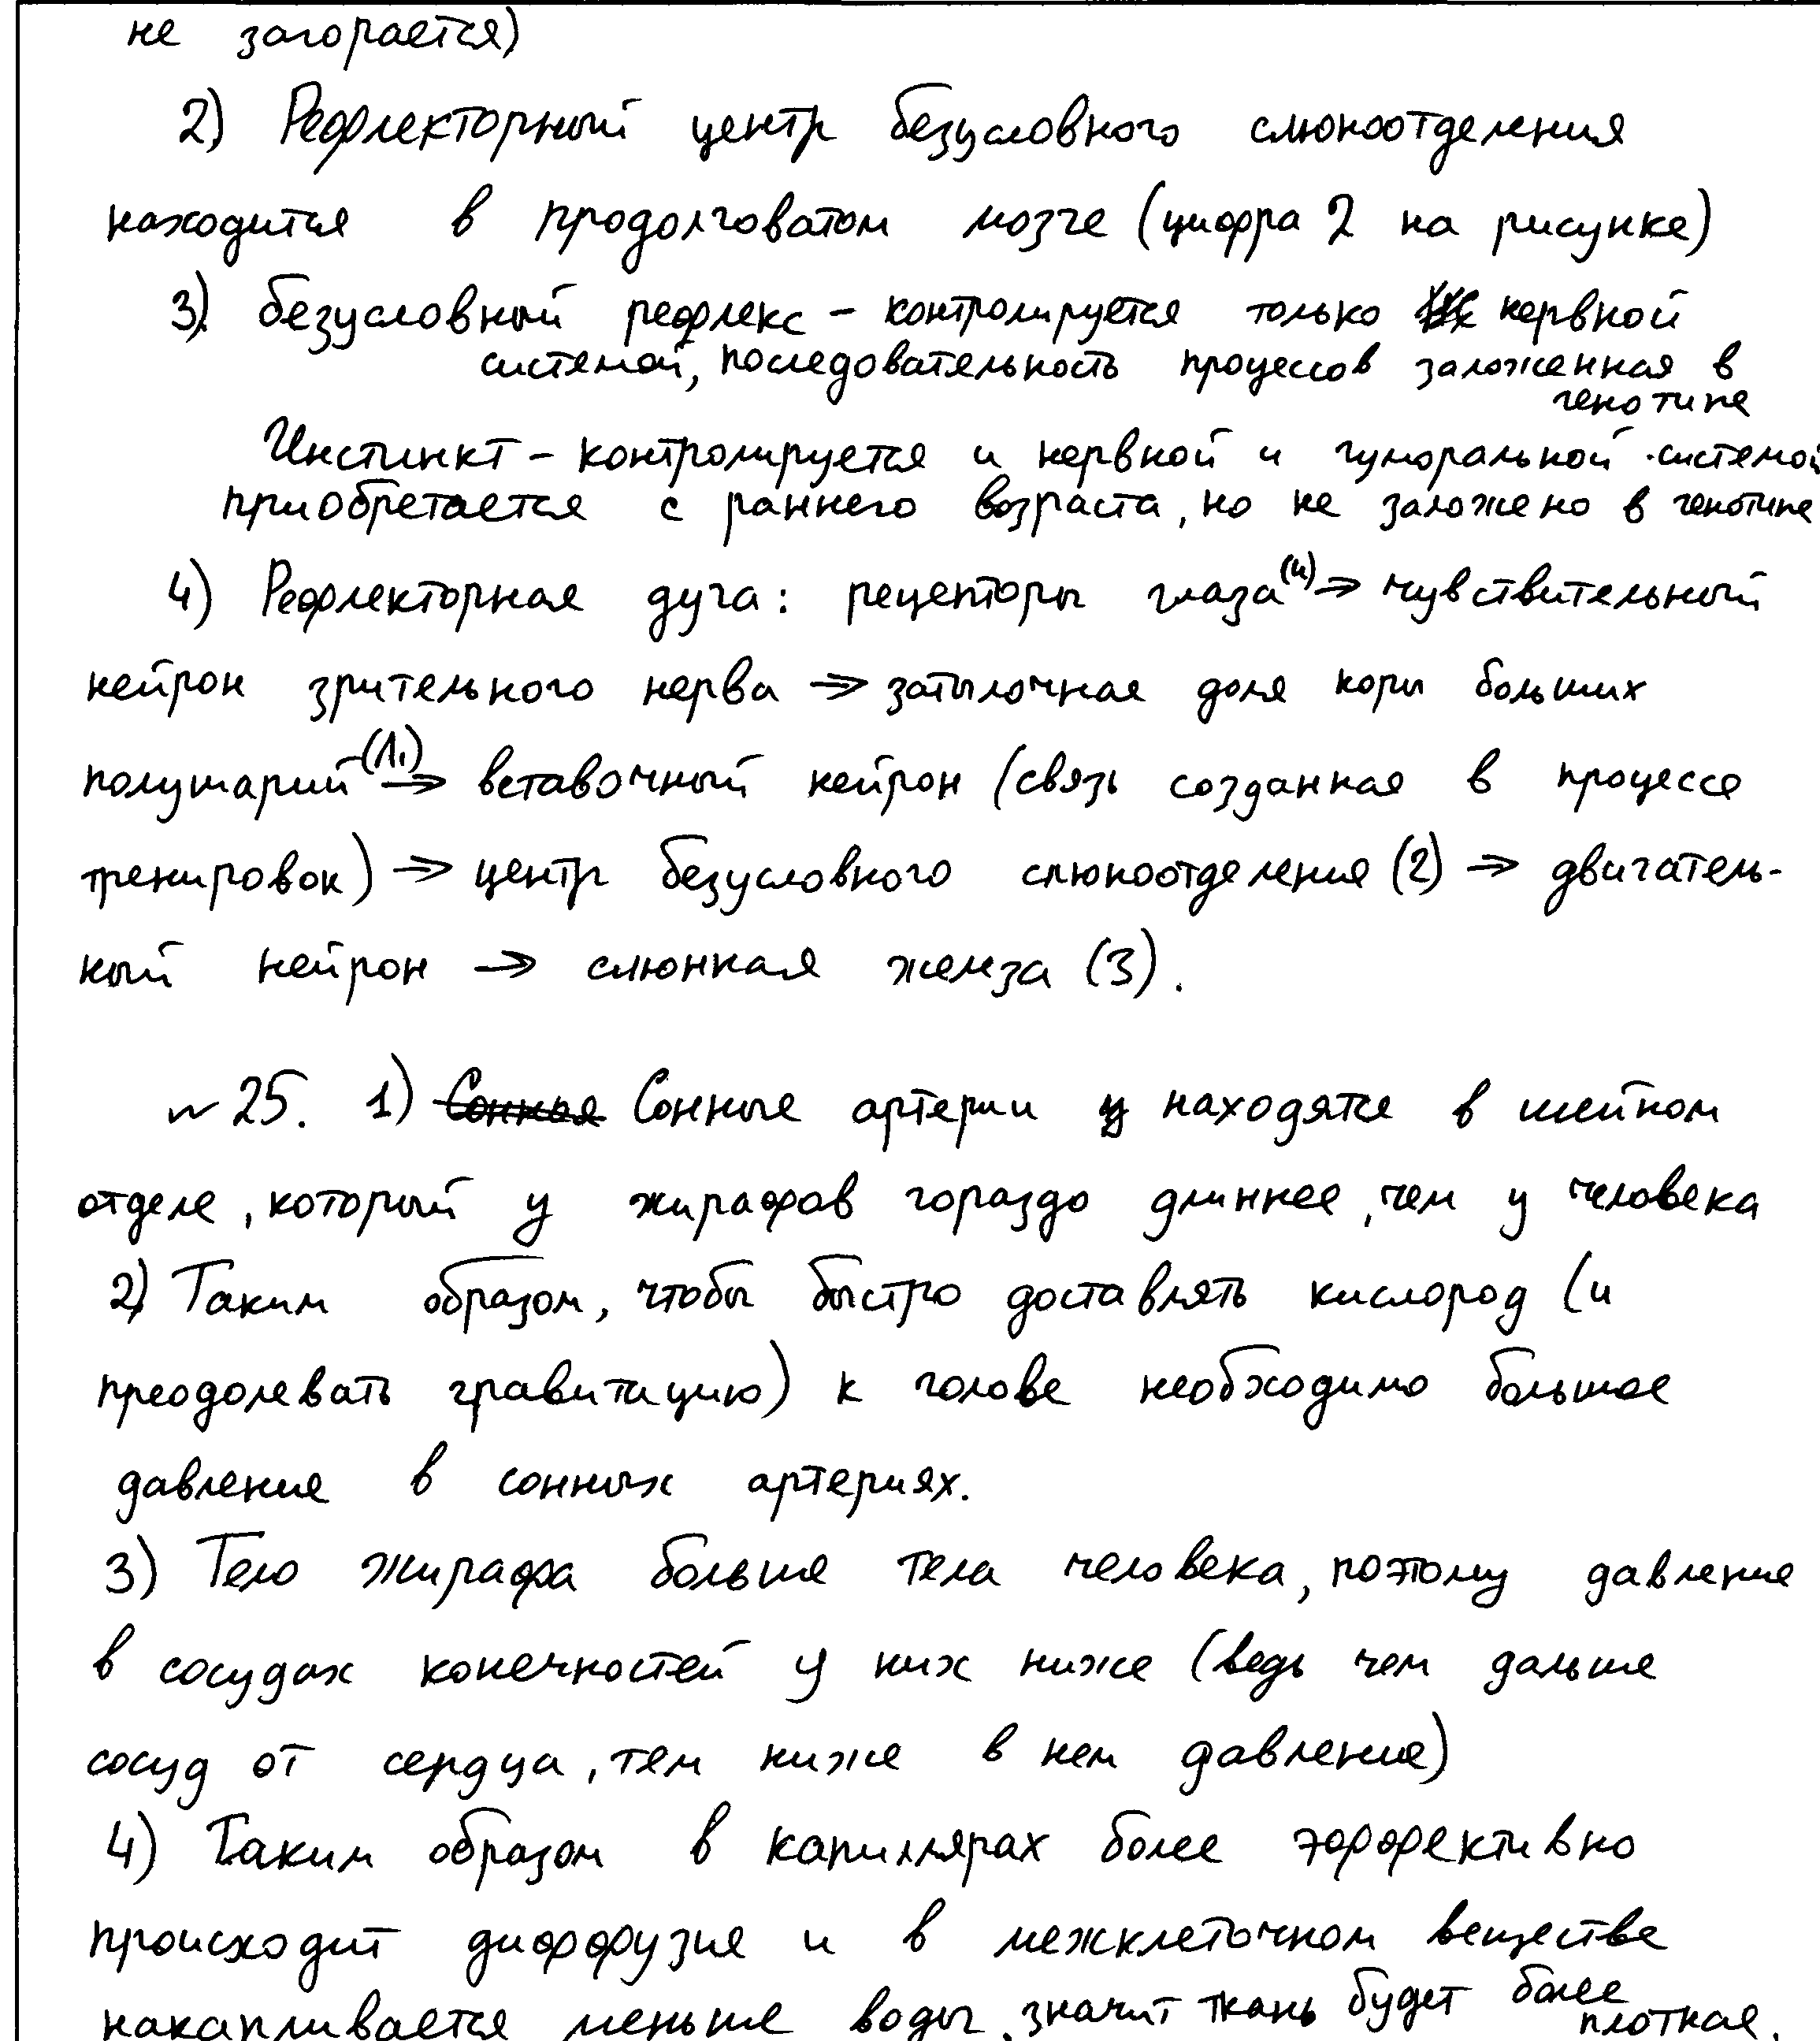 не загорается)
2) Рефлекторный центр безусловного слюноотделения
находится в продолговатом мозге (цифра 2 на рисунке)
3) безусловный рефлекс – контролируется только нервной
системой, последовательность процессов заложенная в
генотипе
Инстинкт – контролируется и нервной и гуморальной системой
приобретается с раннего возраста, но не заложено в генотипе
4) Рефлекторная дуга: рецепторы глаза (4) → чувствительный
нейрон зрительного нерва → затылочная доля коры больших
полушарий (1.) → вставочный нейрон (связь созданная в процессе
тренировок) → центр безусловного слюноотделения (2) → двигатель-
ный нейрон → слюнная железа (3).
~ 25. 1) Сонная Сонные артерии находятся в шейном
отделе, который у жирафов гораздо длиннее, чем у человека
2) Таким образом, чтобы быстро доставлять кислород (и
преодолевать гравитацию) к голове необходимо большое
давление в сонных артериях.
3) Тело жирафа больше тела человека, поэтому давление
в сосудах конечностей у них ниже (ведь чем дальше
сосуд от сердца, тем ниже в нем давление)
4) Таким образом в капиллярах более эффективно
происходит диффузия и в межклеточном веществе
накапливается меньше воды, значит ткань будет более
плотная.